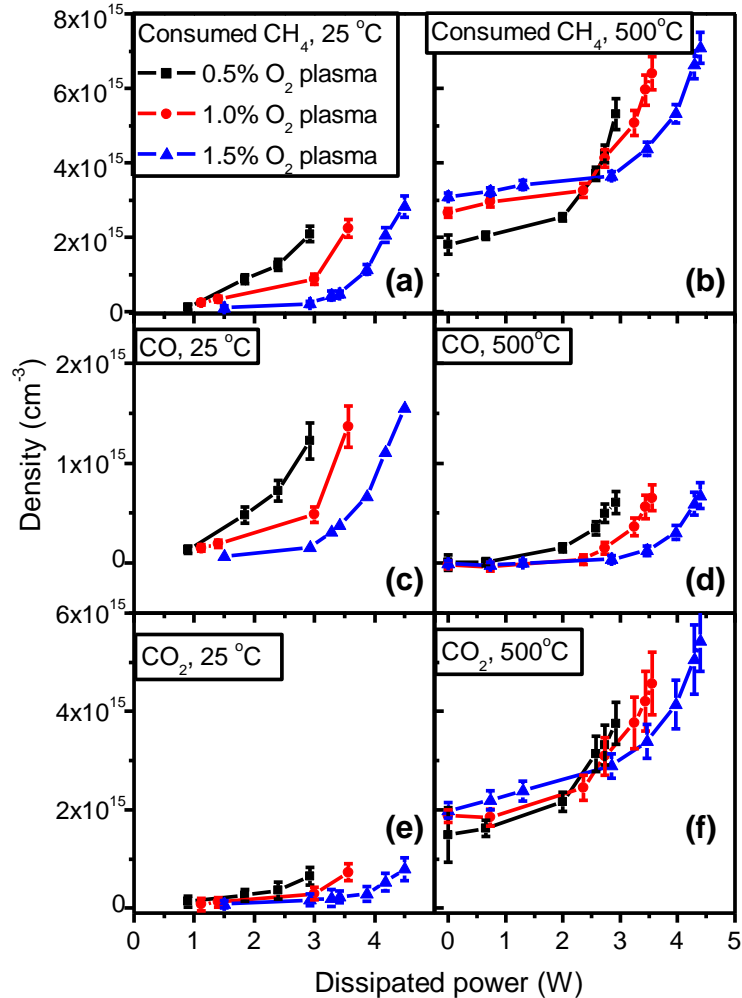 8x10¹⁵
6x10¹⁵
4x10¹⁵
2x10¹⁵
0
Consumed CH₄, 25 °C
0.5% O₂ plasma
1.0% O₂ plasma
1.5% O₂ plasma
(a)
Consumed CH₄, 500°C
(b)
2x10¹⁵
1x10¹⁵
0
CO, 25 °C
(c)
CO, 500°C
(d)
6x10¹⁵
4x10¹⁵
2x10¹⁵
0
CO₂, 25 °C
(e)
CO₂, 500°C
(f)
0 1 2 3 4
0 1 2 3 4 5
Density (cm⁻³)
Dissipated power (W)